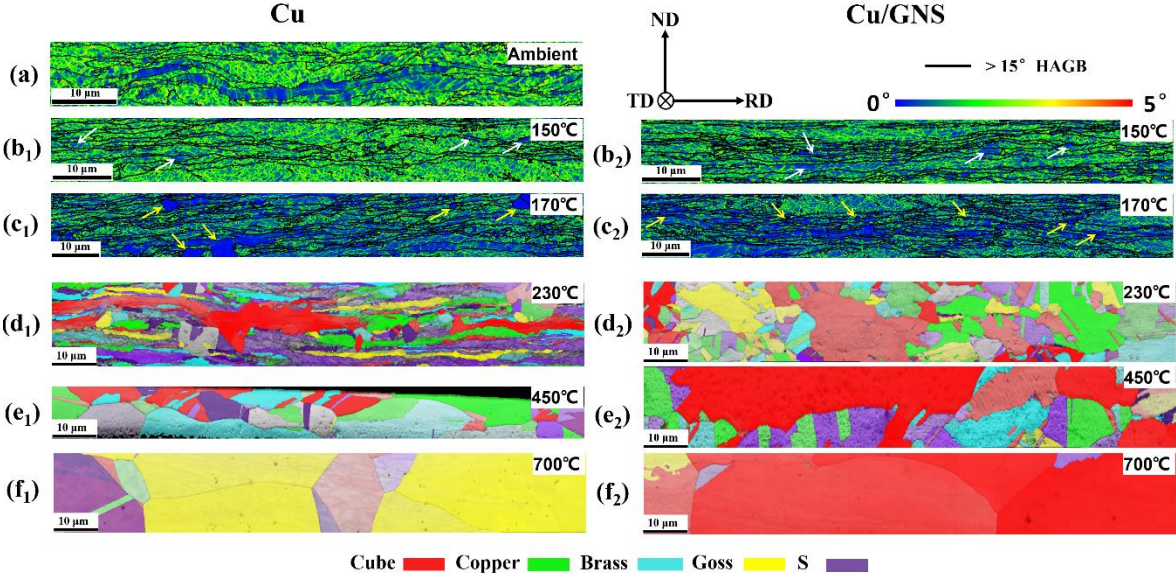 Cu
Cu/GNS
(a)
Ambient
10 μm
ND
TD
RD
> 15° HAGB
0°
5°
(b₁)
150℃
10 μm
(b₂)
150℃
10 μm
(c₁)
170℃
10 μm
(c₂)
170℃
10 μm
(d₁)
230℃
10 μm
(d₂)
230℃
10 μm
(e₁)
450℃
10 μm
(e₂)
450℃
10 μm
(f₁)
700℃
10 μm
(f₂)
700℃
10 μm
Cube Copper Brass Goss S